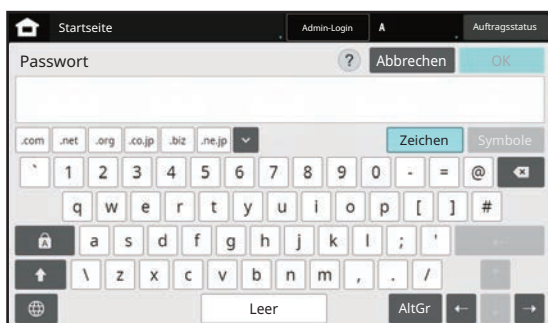 Startseite Admin-Login A Auftragsstatus
Passwort ? Abbrechen OK
.com .net .org .co.jp .biz .ne.jp Zeichen Symbole
` 1 2 3 4 5 6 7 8 9 0 - = @
q w e r t y u i o p [ ] #
A a s d f g h j k l ; '
\ z x c v b n m , . /
Leer AltGr ← ↓ →